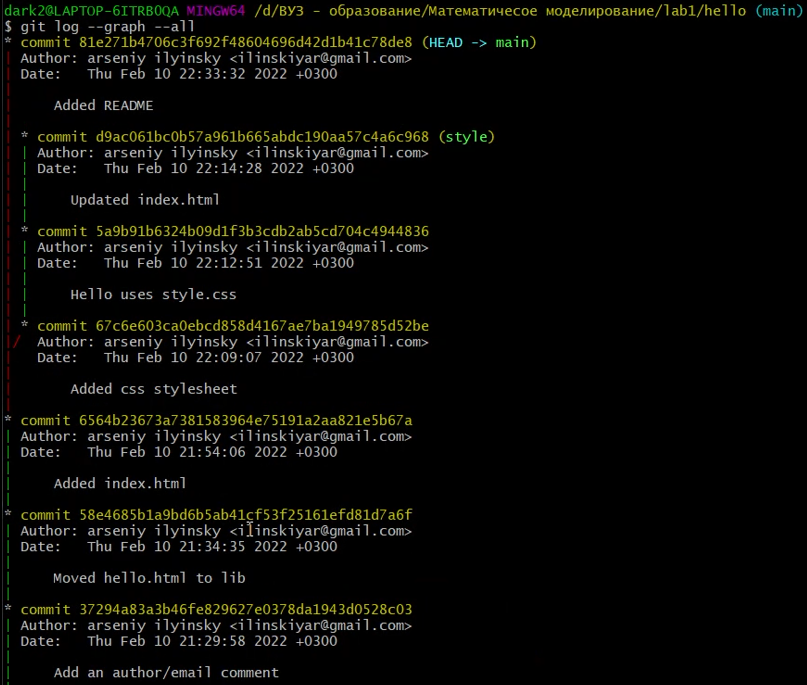 dark2@LAPTOP-6ITRBOQA MINGW64 /d/ВУЗ - образование/Математичесое моделирование/lab1/hello (main)
$ git log --graph --all
* commit 81e271b4706c3f692f48604696d42d1b41c78de8 (HEAD -> main)
| Author: arseniy ilyinsky <ilinskiyar@gmail.com>
| Date:   Thu Feb 10 22:33:32 2022 +0300
|
|     Added README
|
| * commit d9ac061bc0b57a961b665abdc190aa57c4a6c968 (style)
| | Author: arseniy ilyinsky <ilinskiyar@gmail.com>
| | Date:   Thu Feb 10 22:14:28 2022 +0300
| |
| |     Updated index.html
| |
| * commit 5a9b91b6324b09d1f3b3cdb2ab5cd704c4944836
| | Author: arseniy ilyinsky <ilinskiyar@gmail.com>
| | Date:   Thu Feb 10 22:12:51 2022 +0300
| |
| |     Hello uses style.css
| |
| * commit 67c6e603ca0ebcd858d4167ae7ba1949785d52be
|/  Author: arseniy ilyinsky <ilinskiyar@gmail.com>
|   Date:   Thu Feb 10 22:09:07 2022 +0300
|
|       Added css stylesheet
|
* commit 6564b23673a7381583964e75191a2aa821e5b67a
| Author: arseniy ilyinsky <ilinskiyar@gmail.com>
| Date:   Thu Feb 10 21:54:06 2022 +0300
|
|     Added index.html
|
* commit 58e4685b1a9bd6b5ab41cf53f25161efd81d7a6f
| Author: arseniy ilyinsky <ilinskiyar@gmail.com>
| Date:   Thu Feb 10 21:34:35 2022 +0300
|
|     Moved hello.html to lib
|
* commit 37294a83a3b46fe829627e0378da1943d0528c03
| Author: arseniy ilyinsky <ilinskiyar@gmail.com>
| Date:   Thu Feb 10 21:29:58 2022 +0300
|
|     Add an author/email comment